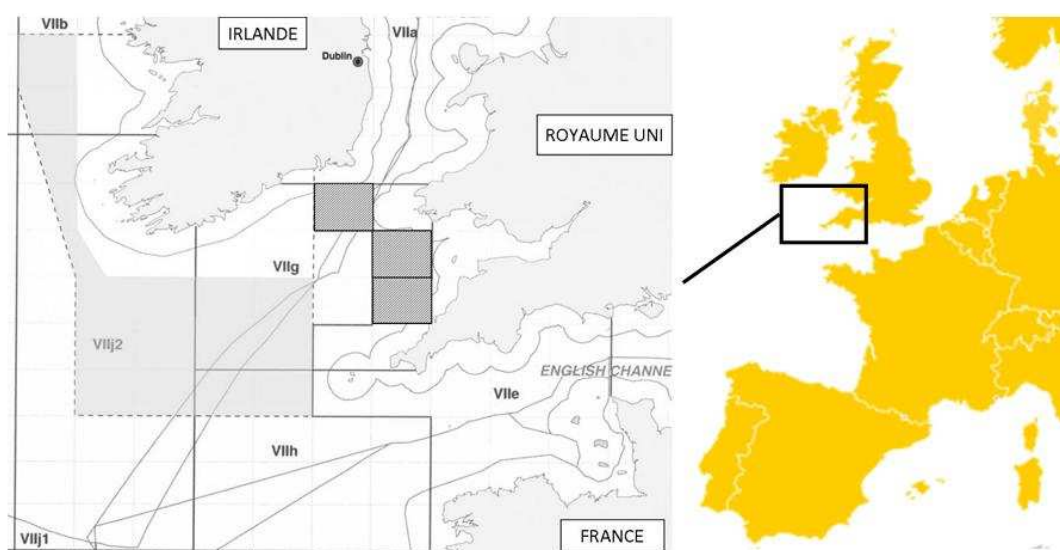 VIIb
IRLANDE
VIIa
Dublin
ROYAUME UNI
VIIg
VIIj2
ENGLISH CHANNE
VIIe
VIIh
VIIj1
FRANCE